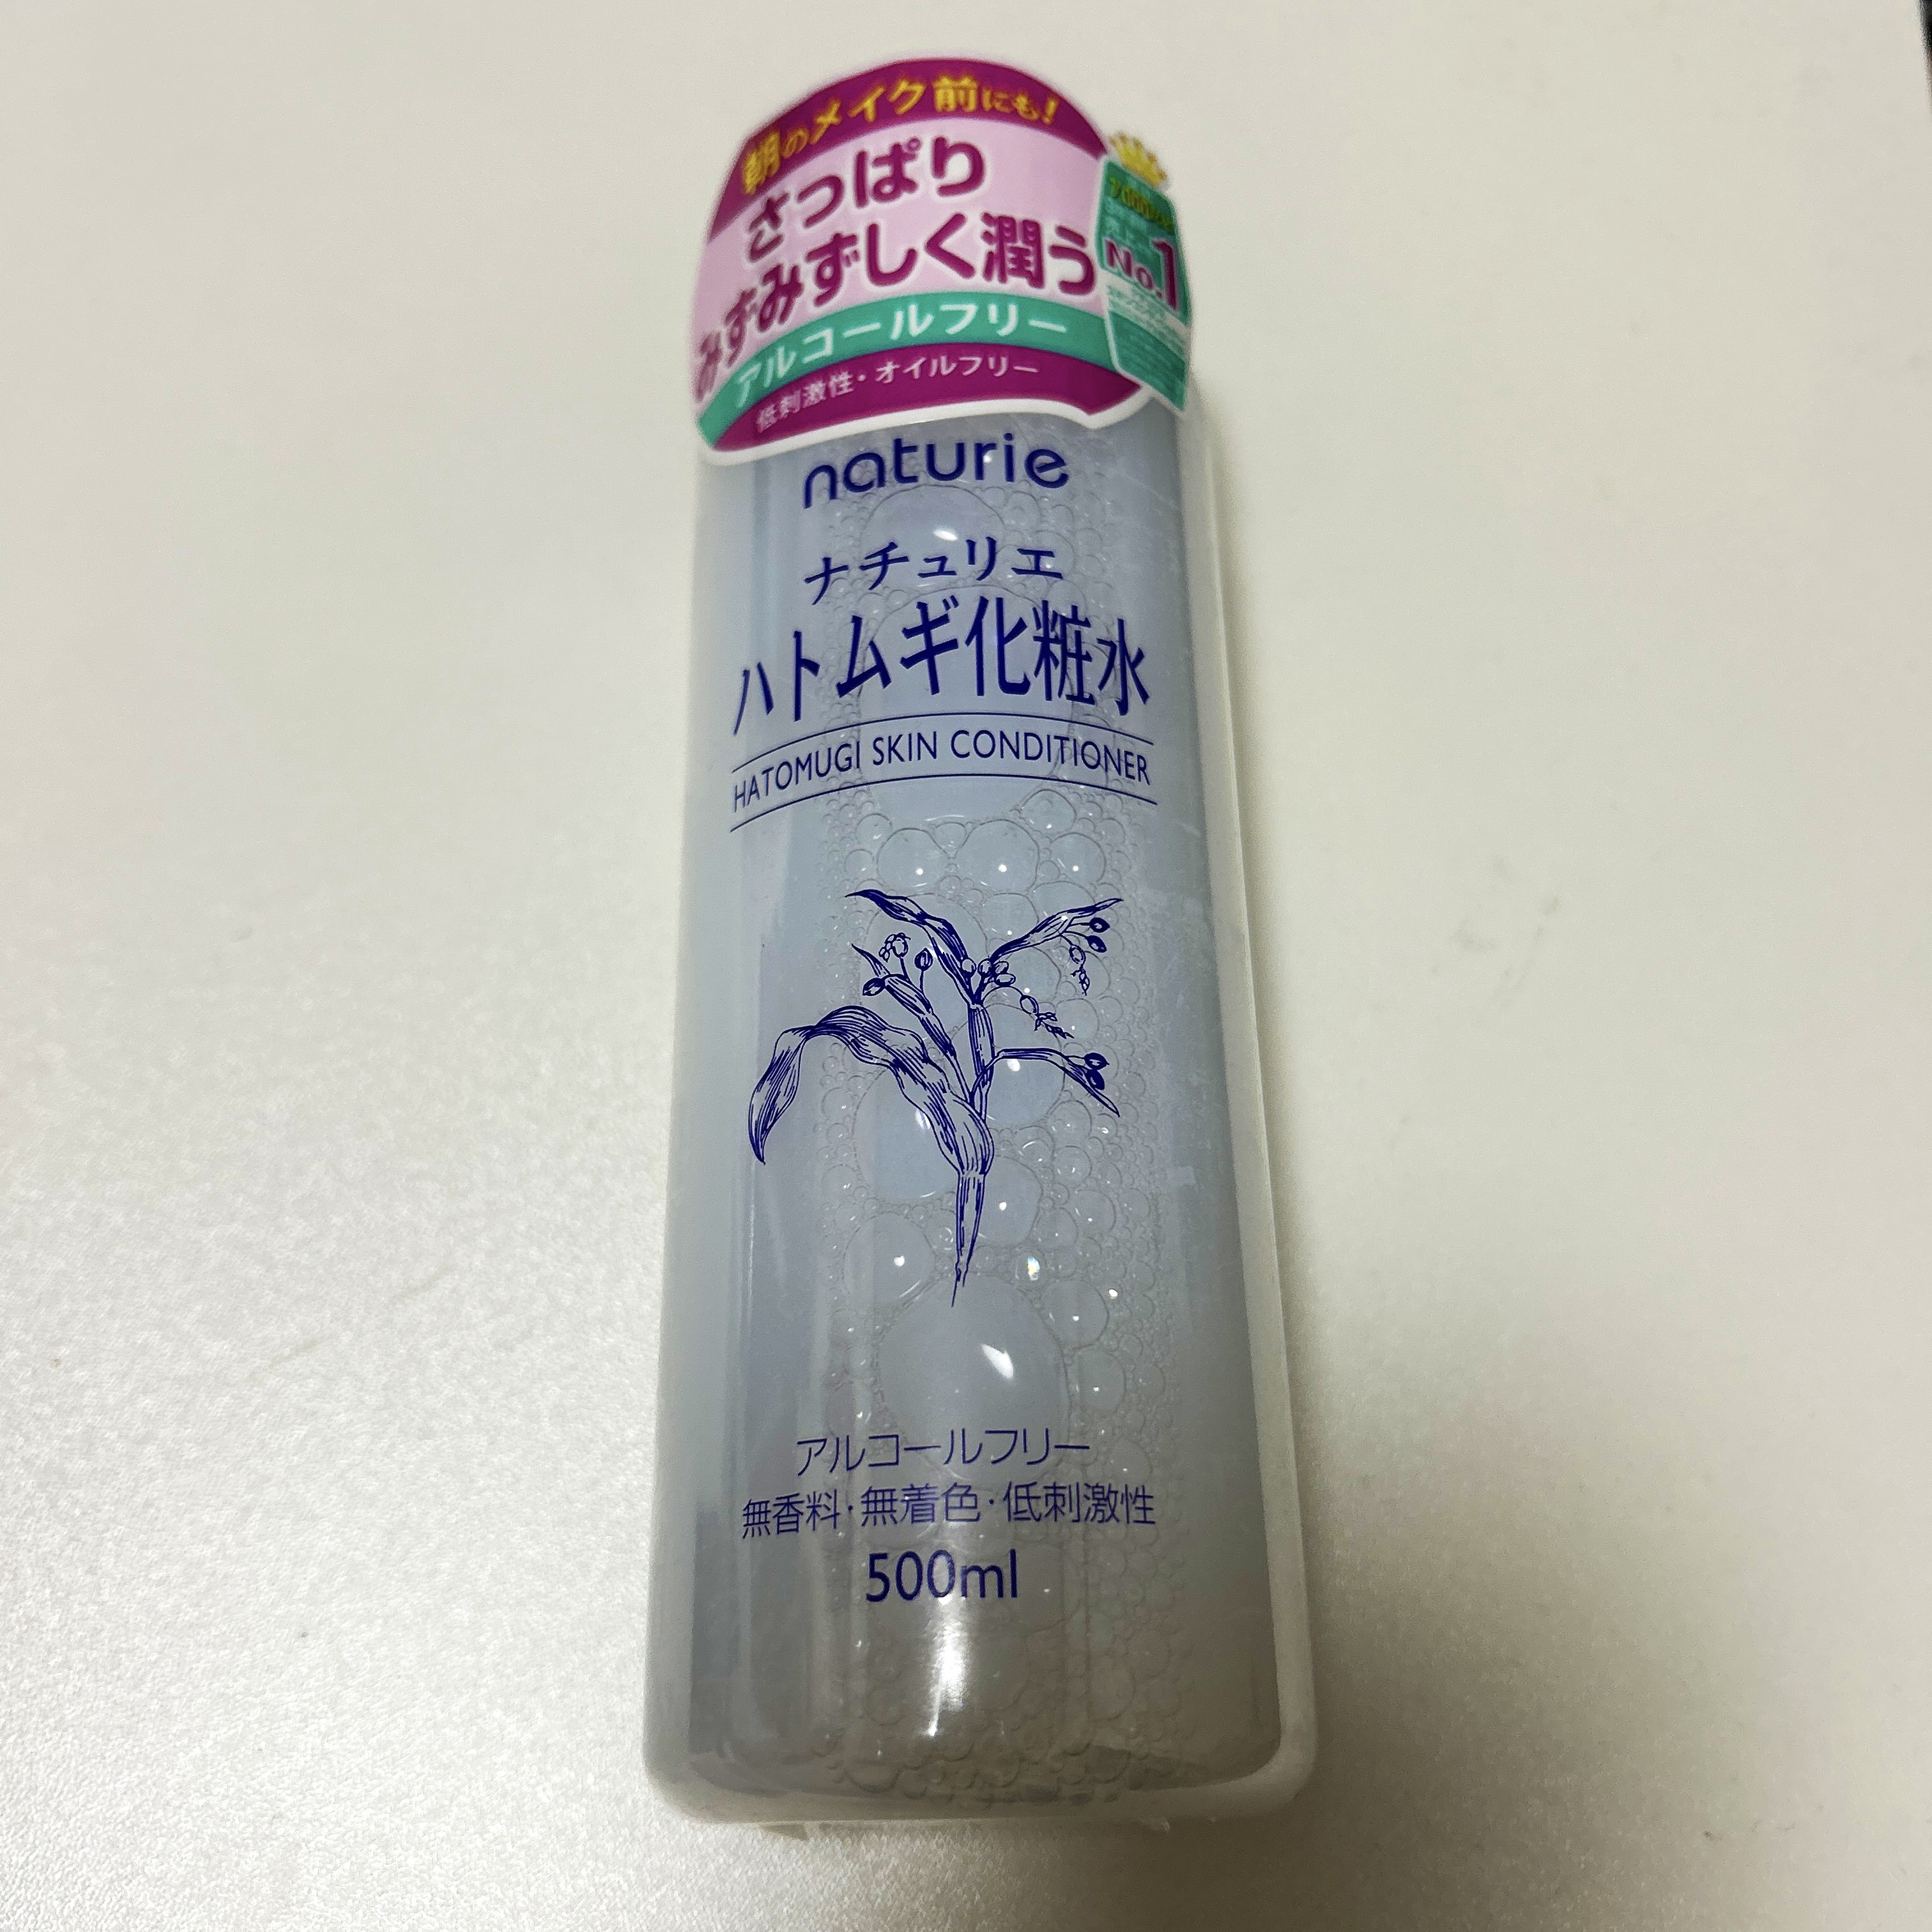 朝のメイク前にも!
さっぱり
みずみずしく潤う
アルコールフリー
低刺激性・オイルフリー
No.1
naturie
ナチュリエ
ハトムギ化粧水
HATOMUGI SKIN CONDITIONER
アルコールフリー
無香料・無着色・低刺激性
500ml